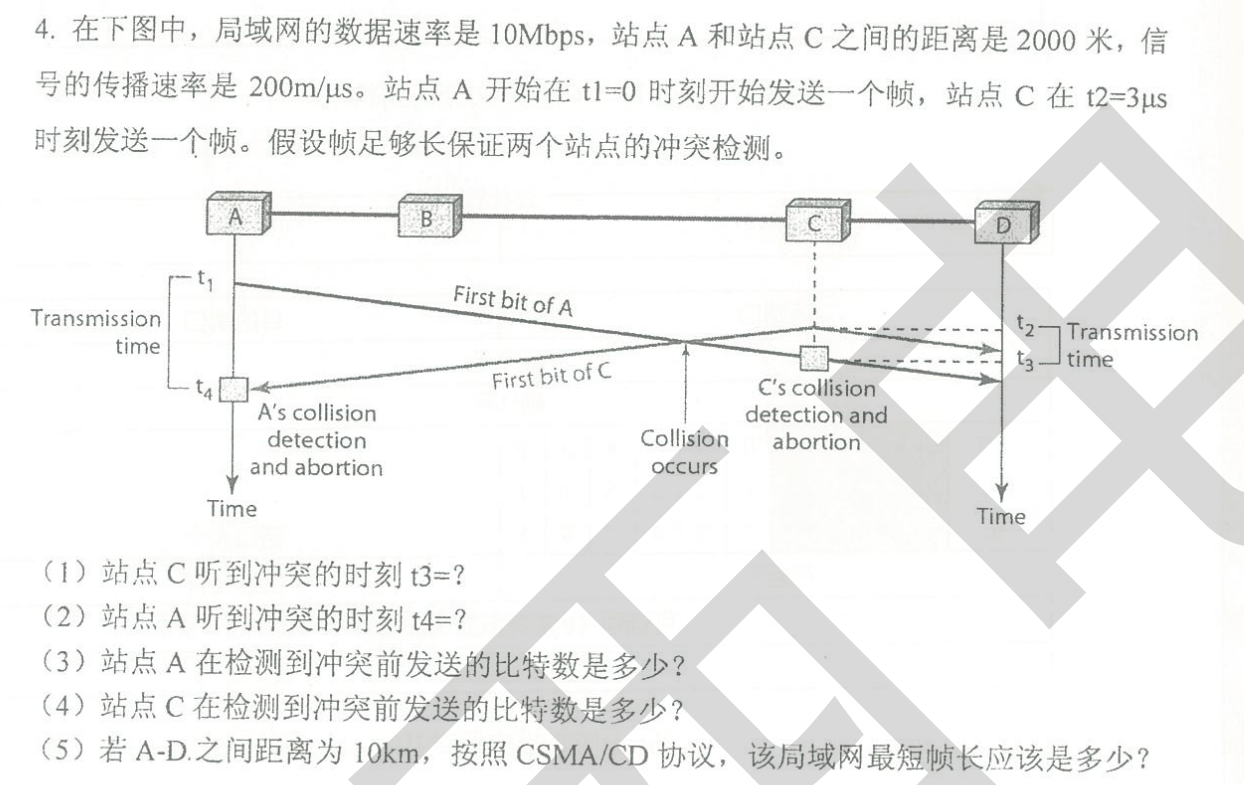 4. 在下图中，局域网的数据速率是 10Mbps，站点 A 和站点 C 之间的距离是 2000 米，信
号的传播速率是 200m/μs。站点 A 开始在 t1=0 时刻开始发送一个帧，站点 C 在 t2=3μs
时刻发送一个帧。假设帧足够长保证两个站点的冲突检测。
A
B
C
D
t1
First bit of A
Transmission
time
t2
Transmission
t3
time
t4
First bit of C
A's collision
detection
and abortion
Collision
occurs
C's collision
detection and
abortion
Time
Time
（1）站点 C 听到冲突的时刻 t3=?
（2）站点 A 听到冲突的时刻 t4=?
（3）站点 A 在检测到冲突前发送的比特数是多少？
（4）站点 C 在检测到冲突前发送的比特数是多少？
（5）若 A-D.之间距离为 10km，按照 CSMA/CD 协议，该局域网最短帧长应该是多少？